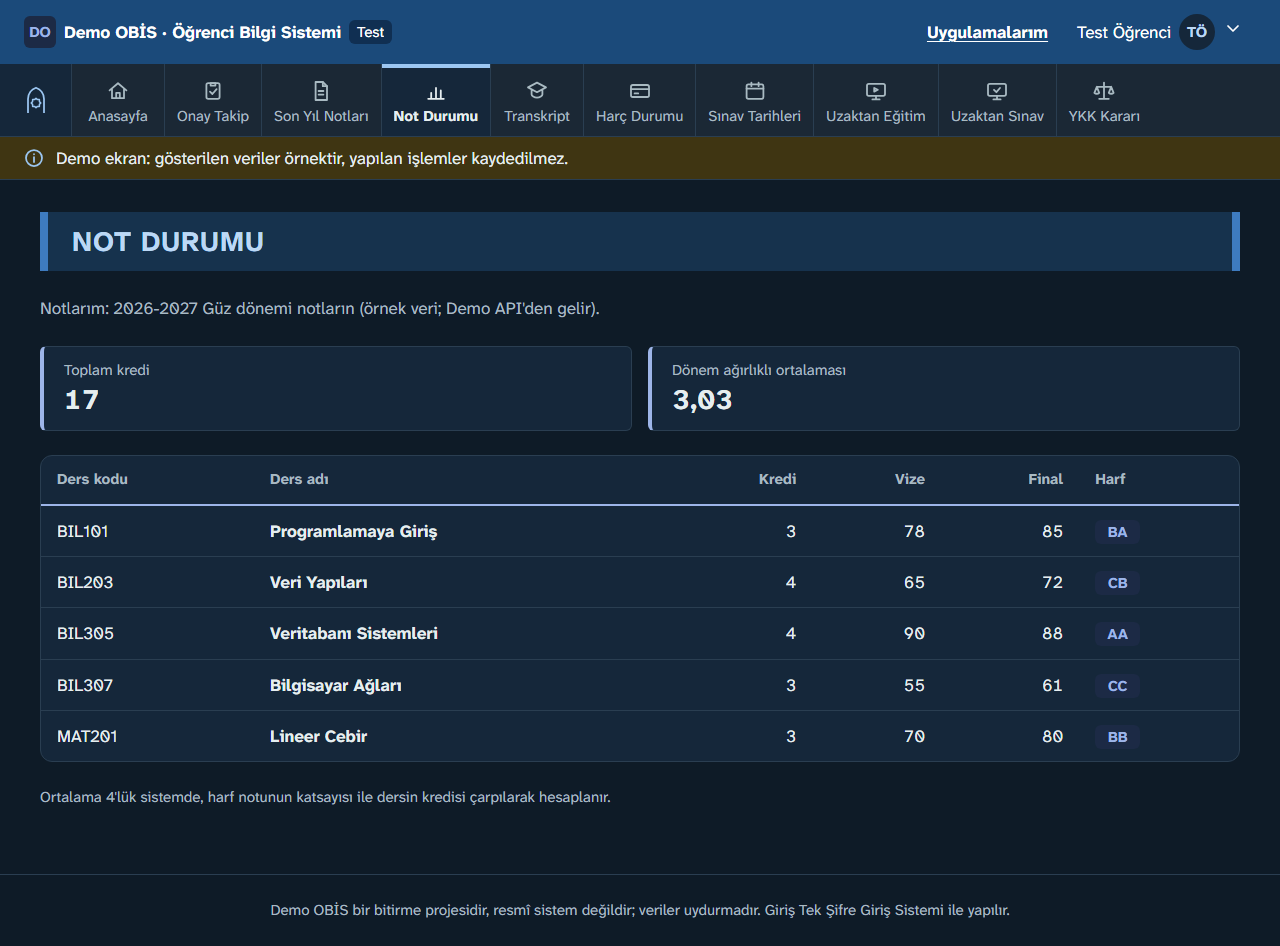 DO Demo OBİS · Öğrenci Bilgi Sistemi Test Uygulamalarım Test Öğrenci TÖ
Anasayfa Onay Takip Son Yıl Notları Not Durumu Transkript Harç Durumu Sınav Tarihleri Uzaktan Eğitim Uzaktan Sınav YKK Kararı
Demo ekran: gösterilen veriler örnektir, yapılan işlemler kaydedilmez.
NOT DURUMU
Notlarım: 2026-2027 Güz dönemi notların (örnek veri; Demo API'den gelir).
Toplam kredi
17
Dönem ağırlıklı ortalaması
3,03
Ders kodu Ders adı Kredi Vize Final Harf
BIL101 Programlamaya Giriş 3 78 85 BA
BIL203 Veri Yapıları 4 65 72 CB
BIL305 Veritabanı Sistemleri 4 90 88 AA
BIL307 Bilgisayar Ağları 3 55 61 CC
MAT201 Lineer Cebir 3 70 80 BB
Ortalama 4'lük sistemde, harf notunun katsayısı ile dersin kredisi çarpılarak hesaplanır.
Demo OBİS bir bitirme projesidir, resmî sistem değildir; veriler uydurmadır. Giriş Tek Şifre Giriş Sistemi ile yapılır.